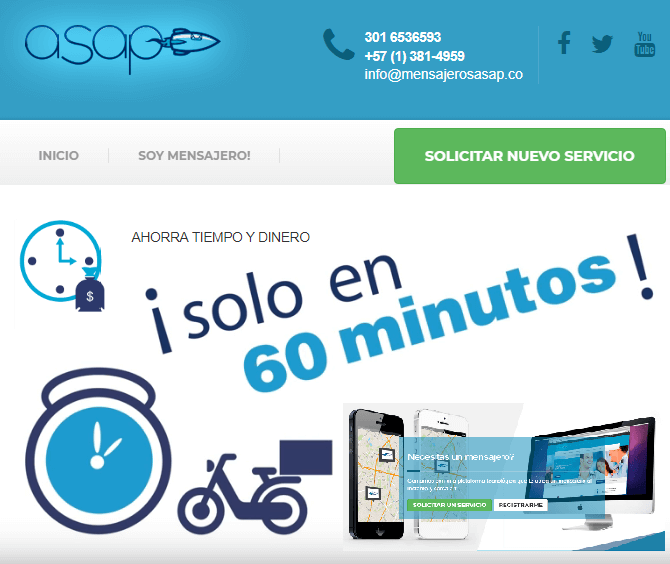 asap
301 6536593
+57 (1) 381-4959
info@mensajerosasap.co
You
Tube
INICIO
SOY MENSAJERO!
SOLICITAR NUEVO SERVICIO
AHORRA TIEMPO Y DINERO
¡solo en
60 minutos!
$
Necesitas un mensajero?
SOLICITAR UN SERVICIO
REGISTRARME